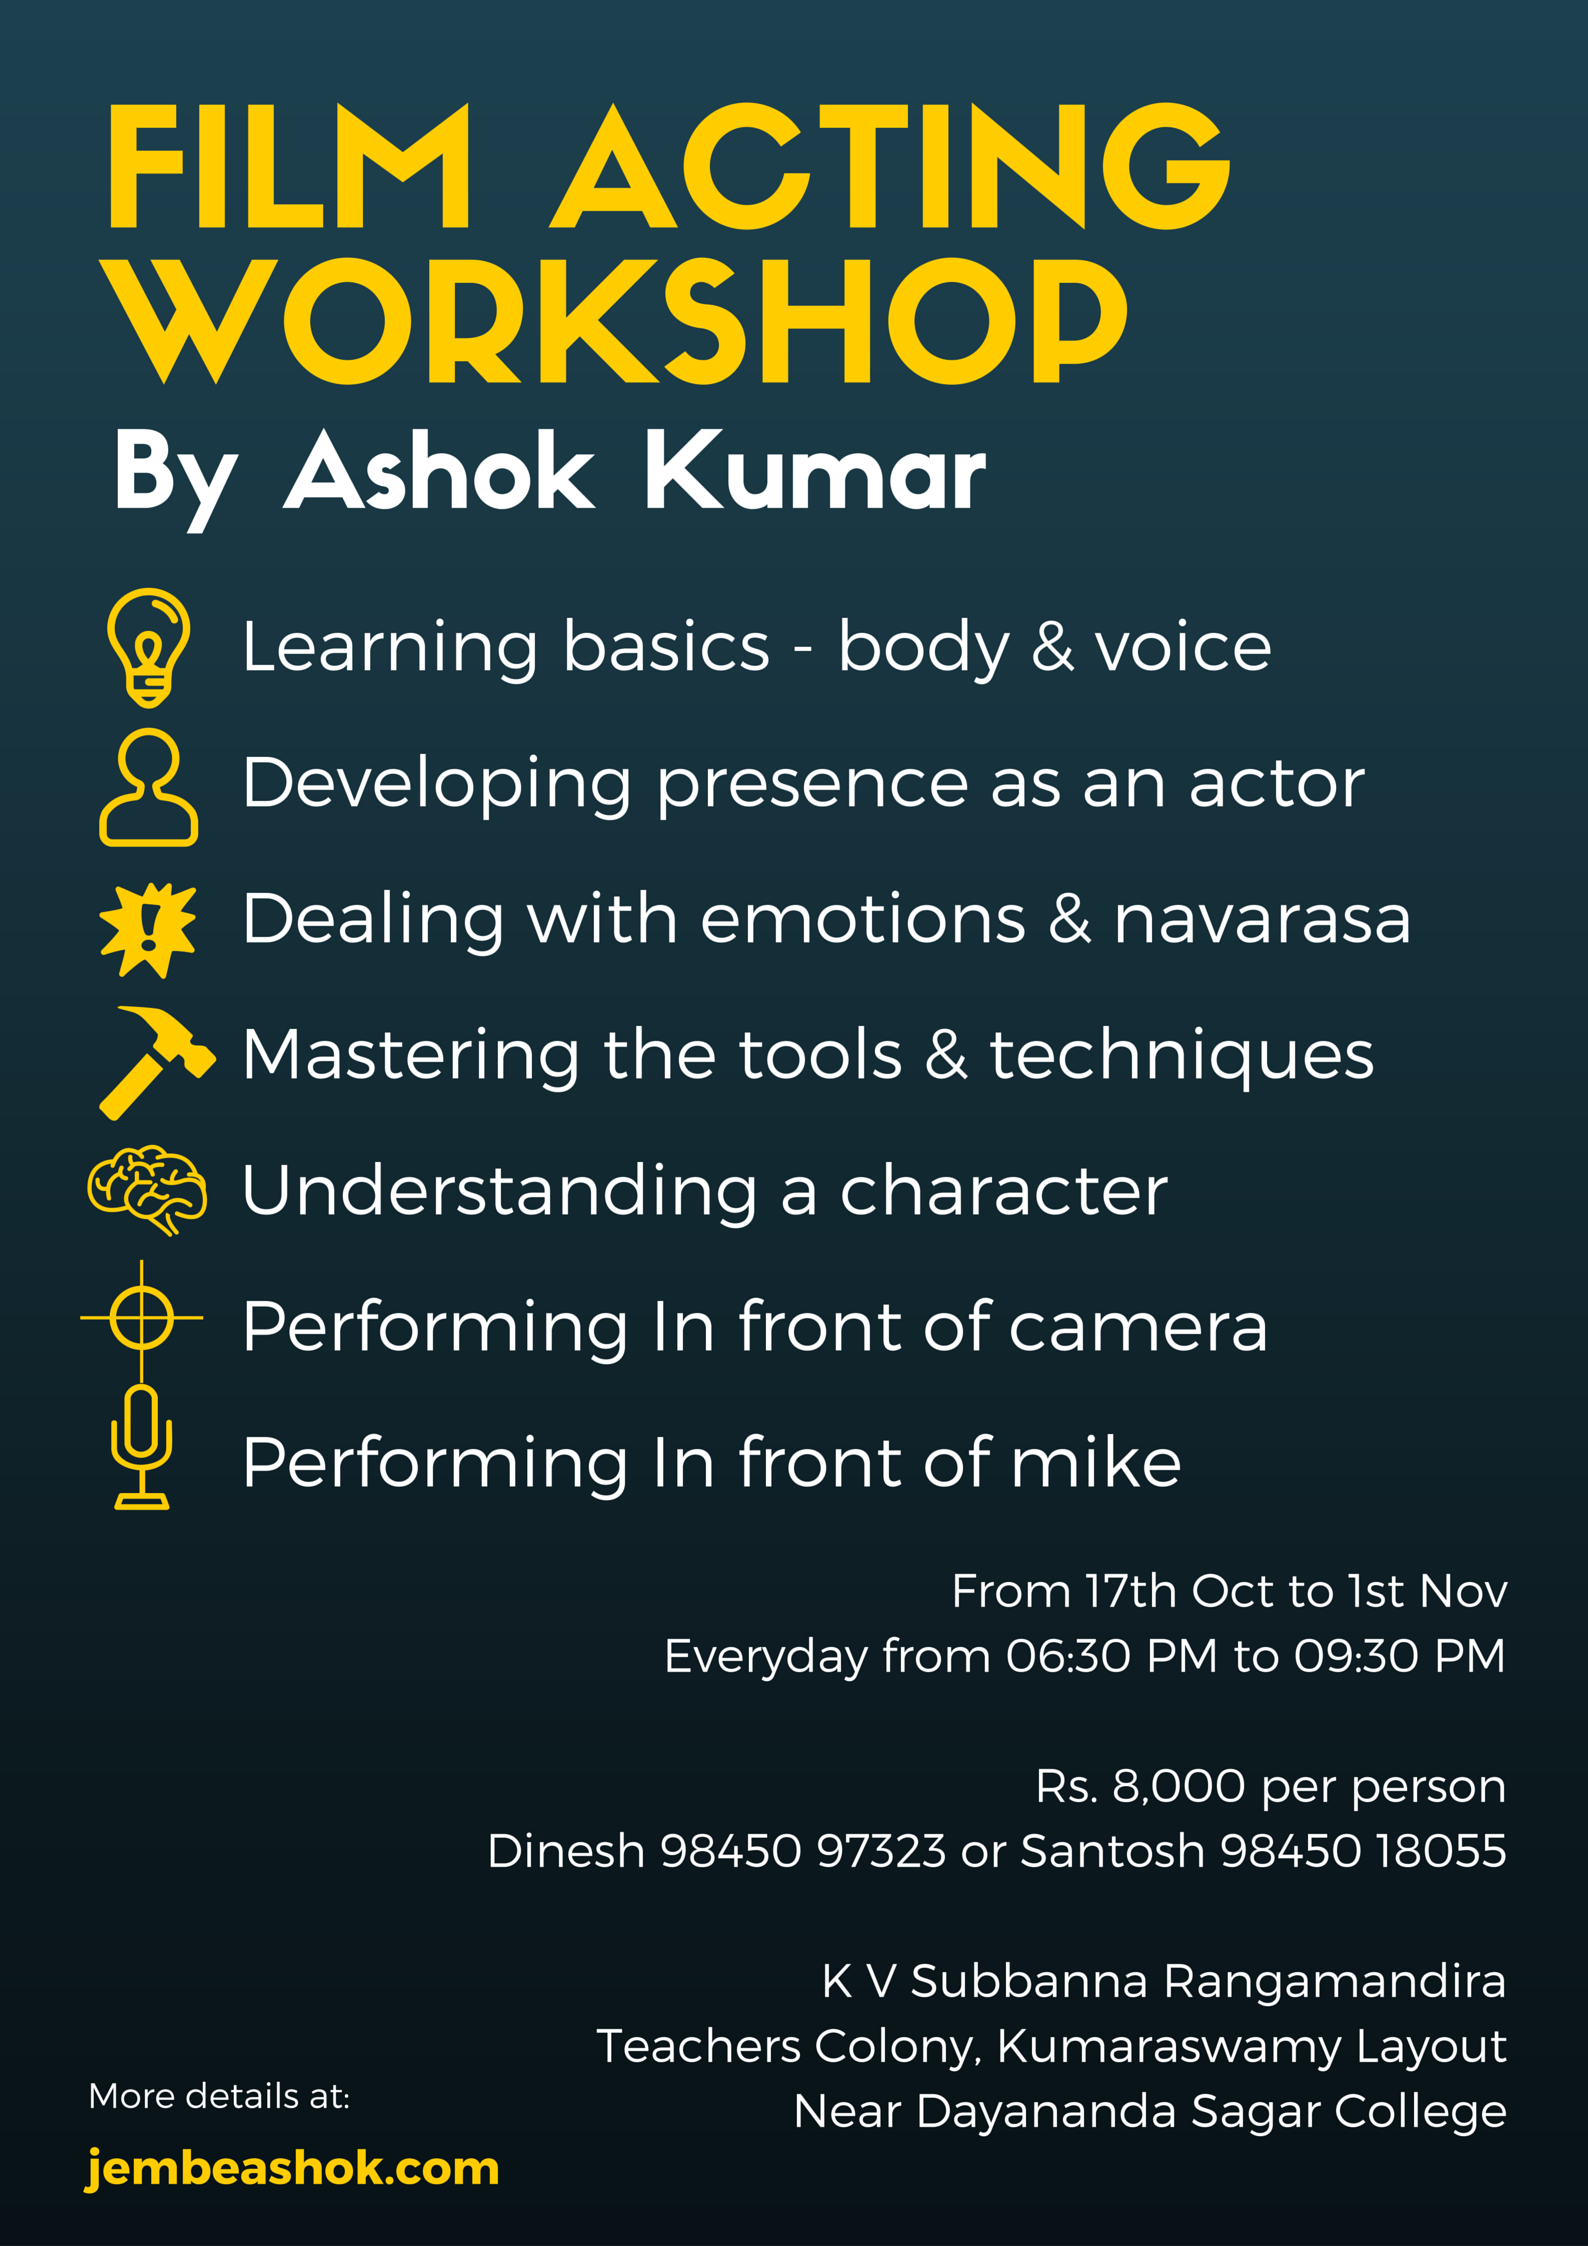 FILM ACTING
WORKSHOP
By Ashok Kumar
Learning basics - body & voice
Developing presence as an actor
Dealing with emotions & navarasa
Mastering the tools & techniques
Understanding a character
Performing In front of camera
Performing In front of mike
From 17th Oct to 1st Nov
Everyday from 06:30 PM to 09:30 PM
Rs. 8,000 per person
Dinesh 98450 97323 or Santosh 98450 18055
K V Subbanna Rangamandira
Teachers Colony, Kumaraswamy Layout
Near Dayananda Sagar College
More details at:
jembeashok.com